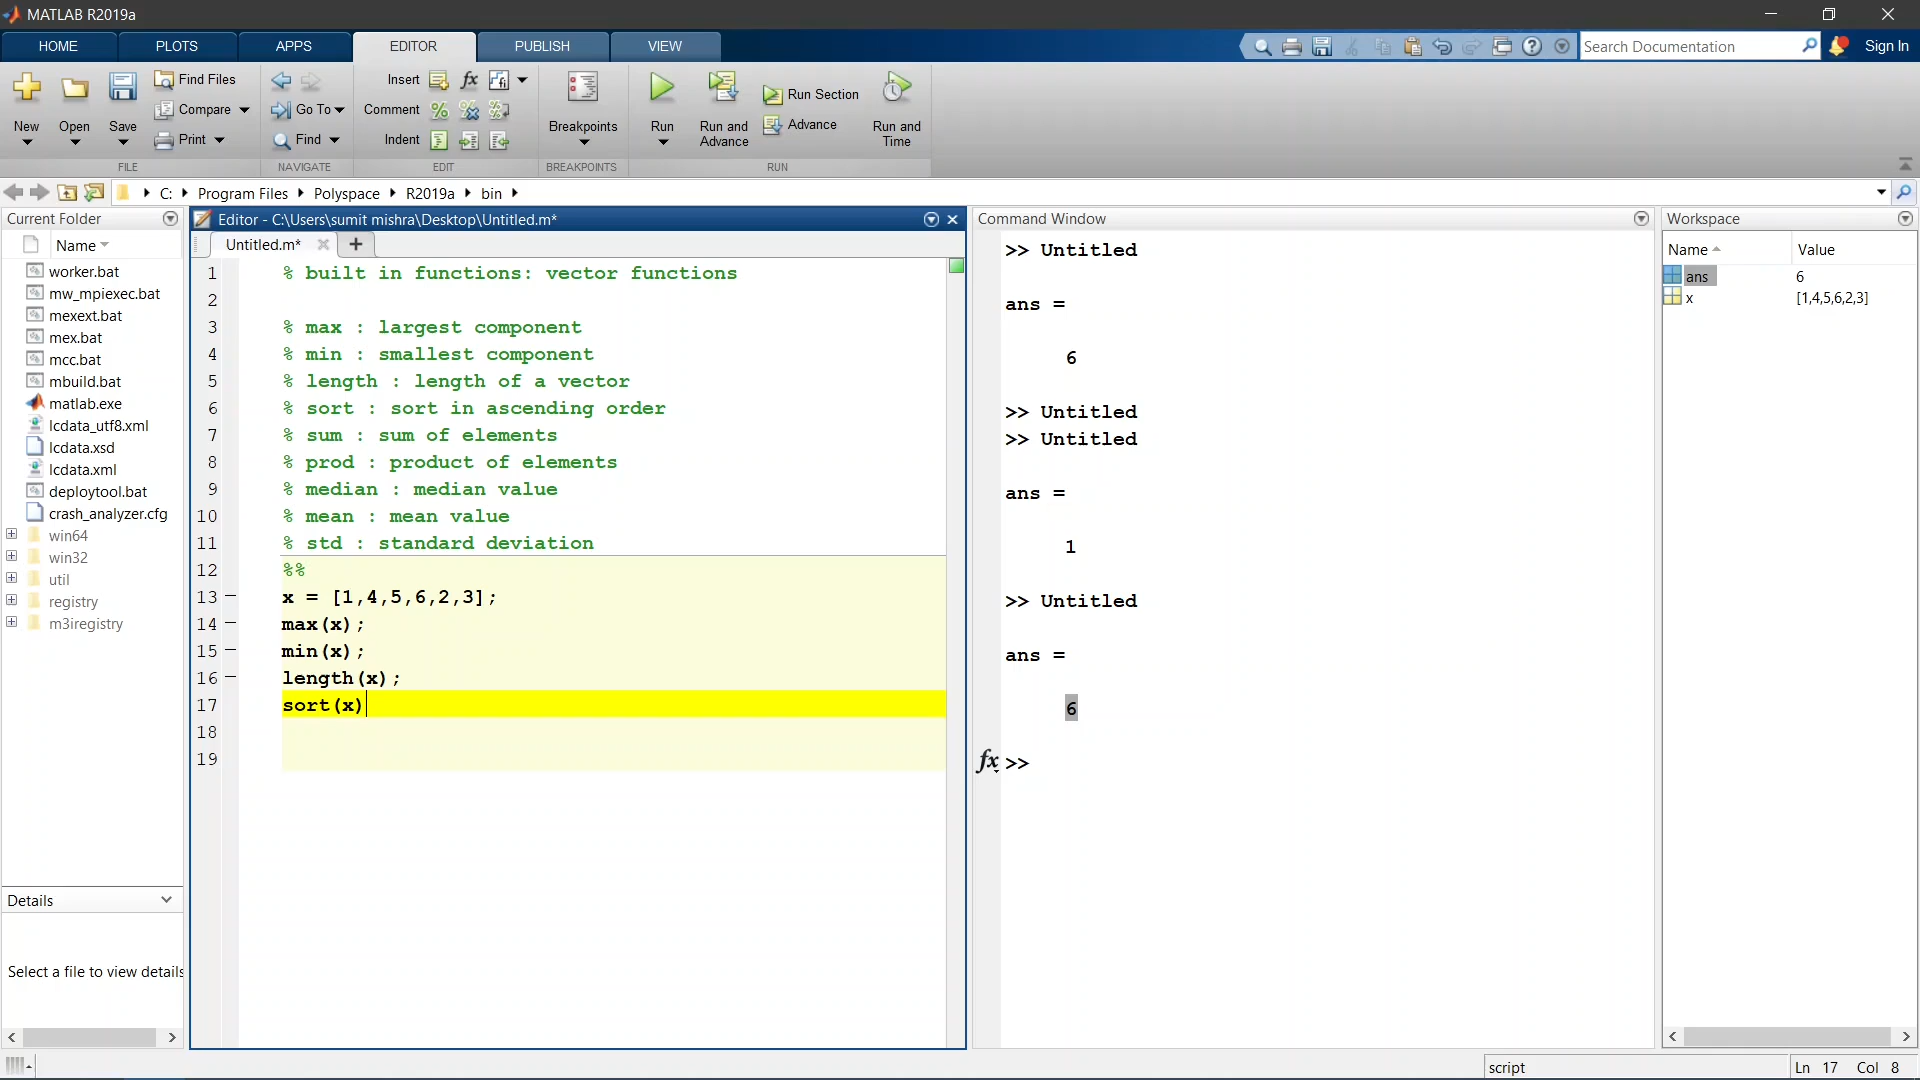 MATLAB R2019a
HOME PLOTS APPS EDITOR PUBLISH VIEW
Search Documentation Sign In
New Open Save
Find Files
Compare
Print
FILE
Go To
Find
NAVIGATE
Insert fx fi
Comment % %
Indent
EDIT
Breakpoints
BREAKPOINTS
Run
Run and Advance
Run Section
Advance
Run and Time
RUN
C: Program Files Polyspace R2019a bin
Current Folder
Name
worker.bat
mw_mpiexec.bat
mexext.bat
mex.bat
mcc.bat
mbuild.bat
matlab.exe
lcdata_utf8.xml
lcdata.xsd
lcdata.xml
deploytool.bat
crash_analyzer.cfg
win64
win32
util
registry
m3iregistry
Details
Select a file to view details
Editor - C:\Users\sumit mishra\Desktop\Untitled.m*
Untitled.m*
1 % built in functions: vector functions
2
3 % max : largest component
4 % min : smallest component
5 % length : length of a vector
6 % sort : sort in ascending order
7 % sum : sum of elements
8 % prod : product of elements
9 % median : median value
10 % mean : mean value
11 % std : standard deviation
12 %%
13 – x = [1,4,5,6,2,3];
14 – max(x);
15 – min(x);
16 – length(x);
17 sort(x)
18
19
Command Window
>> Untitled
ans =
6
>> Untitled
>> Untitled
ans =
1
>> Untitled
ans =
6
fx >>
Workspace
Name Value
ans 6
x [1,4,5,6,2,3]
script Ln 17 Col 8